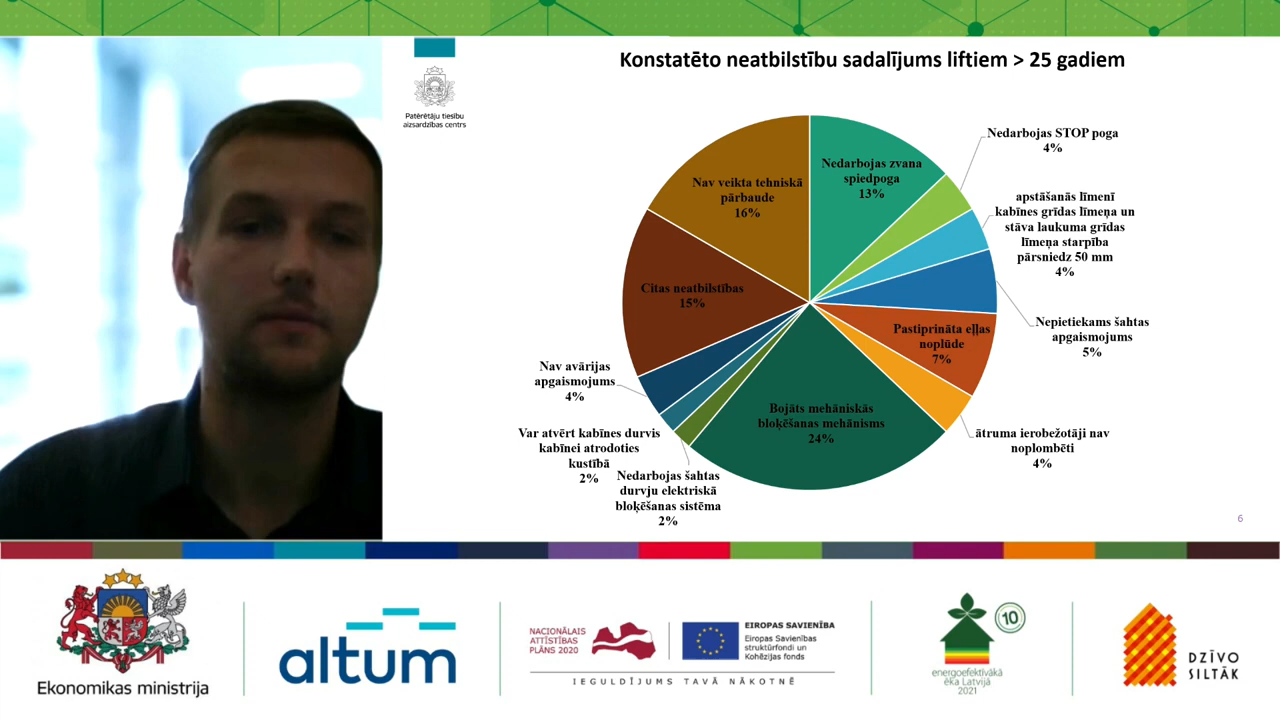 Patērētāju tiesību
aizsardzības centrs
Konstatēto neatbilstību sadalījums liftiem > 25 gadiem
Nedarbojas zvana
spiedpoga
13%
Nedarbojas STOP poga
4%
apstāšanās līmenī
kabīnes grīdas līmeņa un
stāva laukuma grīdas
līmeņa starpība
pārsniedz 50 mm
4%
Nepietiekams šahtas
apgaismojums
5%
Pastiprināta eļļas
noplūde
7%
ātruma ierobežotāji nav
noplombēti
4%
Bojāts mehāniskās
bloķēšanas mehānisms
24%
Nedarbojas šahtas
durvju elektriskā
bloķēšanas sistēma
2%
Var atvērt kabīnes durvis
kabīnei atrodoties
kustībā
2%
Nav avārijas
apgaismojums
4%
Citas neatbilstības
15%
Nav veikta tehniskā
pārbaude
16%
6
Ekonomikas ministrija
altum
NACIONĀLAIS
ATTĪSTĪBAS
PLĀNS 2020
EIROPAS SAVIENĪBA
Eiropas Savienības
struktūrfondi un
Kohēzijas fonds
IEGULDĪJUMS TAVĀ NĀKOTNĒ
10
energoefektīvākā
ēka Latvijā
2021
DZĪVO
SILTĀK